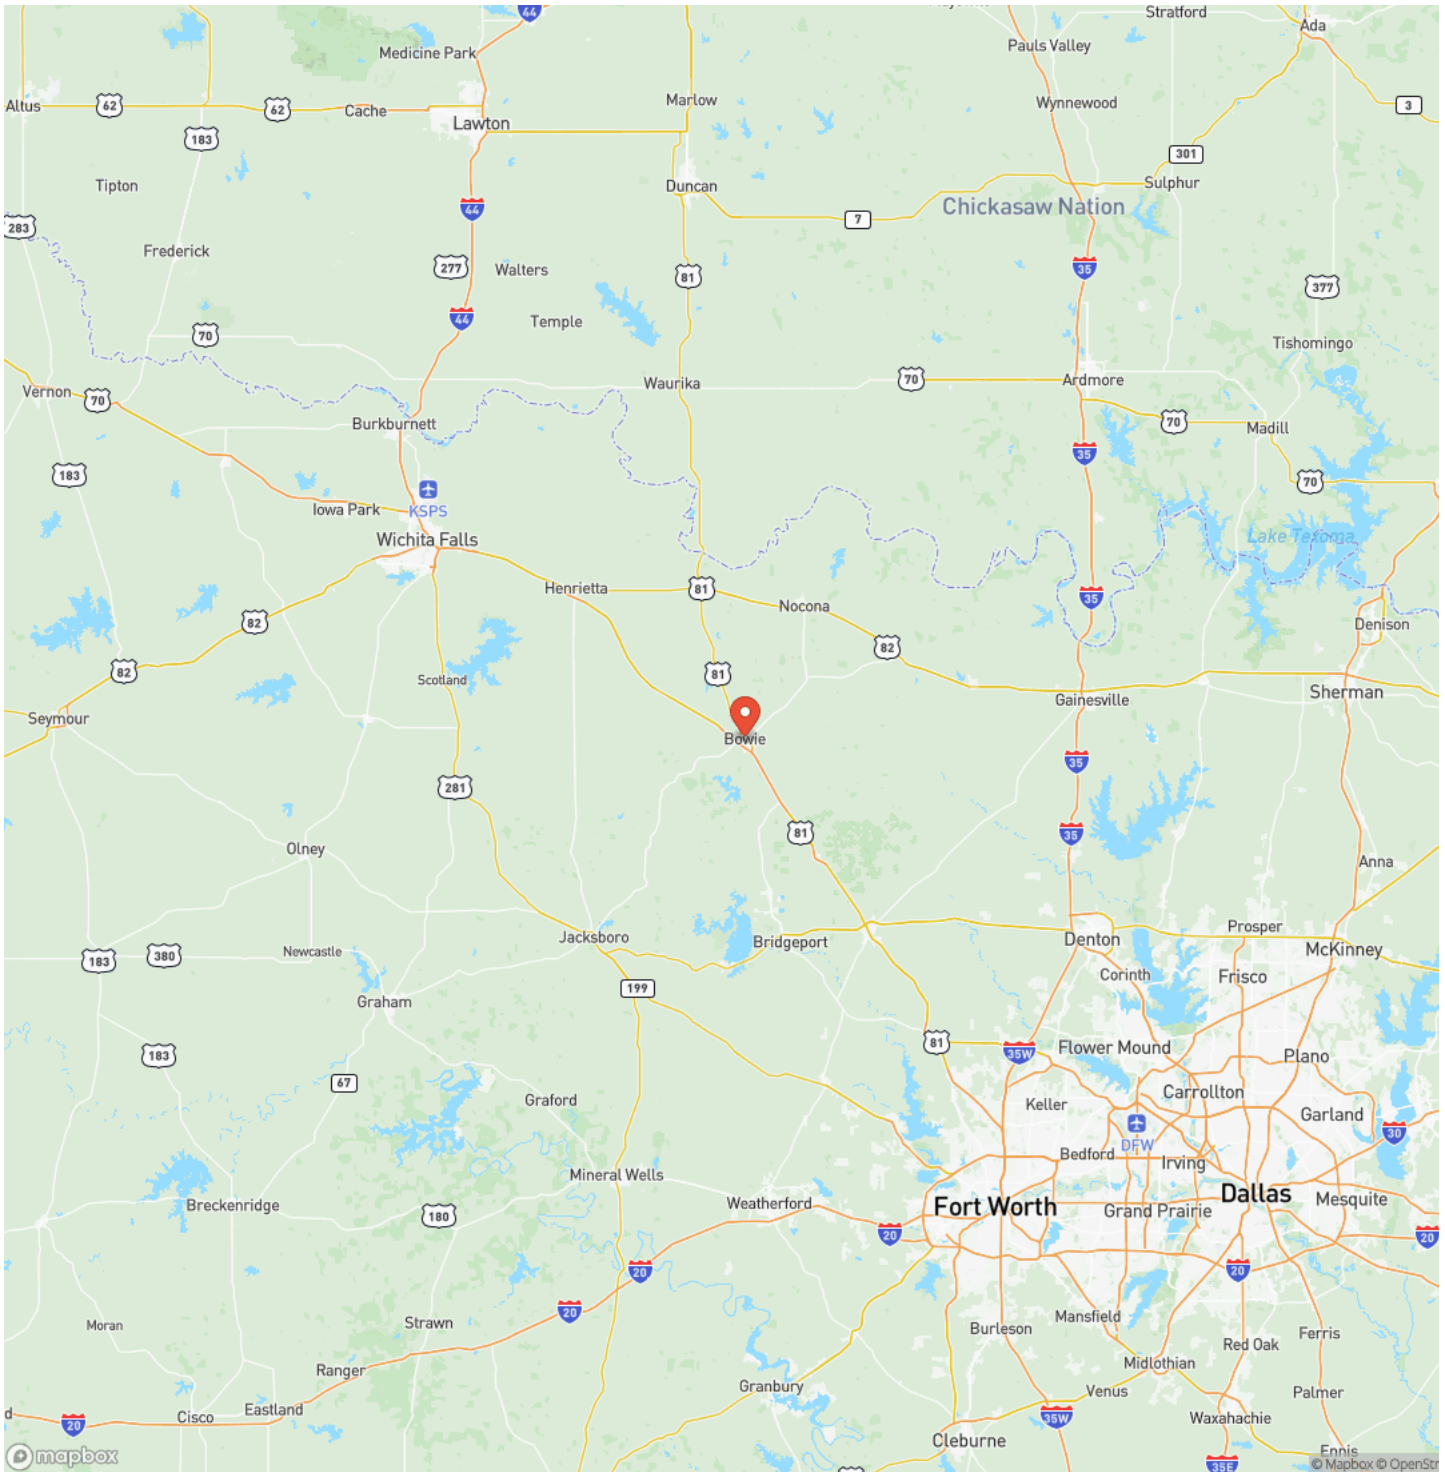 44
Stratford
Ada
Medicine Park
Pauls Valley
Altus
62
62
Cache
Marlow
Wynnewood
3
Lawton
183
301
Tipton
Duncan
Sulphur
44
7
Chickasaw Nation
283
Frederick
277
Walters
81
35
377
44
Temple
70
Tishomingo
Vernon
70
Waurika
70
Ardmore
Burkburnett
70
Madill
183
35
70
KSPS
Iowa Park
Wichita Falls
Lake Texoma
Henrietta
81
Nocona
35
82
Denison
82
82
81
Scotland
Seymour
Gainesville
Sherman
Bowie
35
281
81
35
Olney
Anna
Jacksboro
Bridgeport
Denton
Prosper
McKinney
Newcastle
183
380
Corinth
Frisco
199
Graham
81
35W
Flower Mound
Plano
183
67
Carrollton
Graford
Keller
Garland
DFW
30
Bedford
Irving
Mineral Wells
Weatherford
Fort Worth
Grand Prairie
Dallas
Mesquite
Breckenridge
180
20
20
20
20
20
Moran
Strawn
Mansfield
Burleson
Red Oak
Ferris
Ranger
Midlothian
Granbury
Venus
Palmer
d
20
Cisco
Eastland
35W
Waxahachie
Cleburne
Ennis
mapbox
35E
© Mapbox © OpenStr